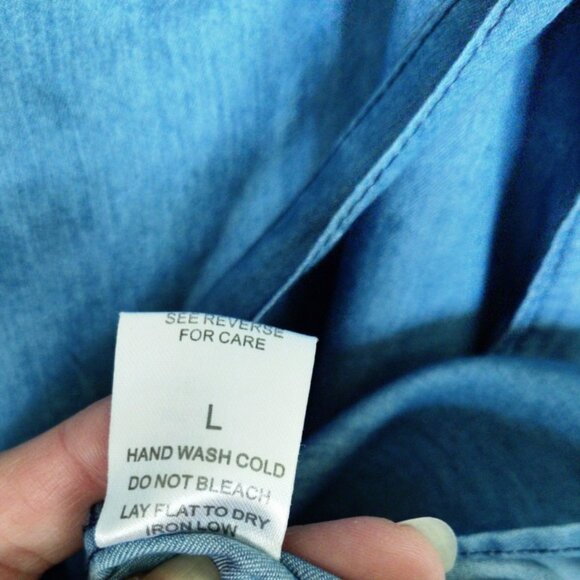 SEE REVERSE
FOR CARE
L
HAND WASH COLD
DO NOT BLEACH
LAY FLAT TO DRY
IRON LOW